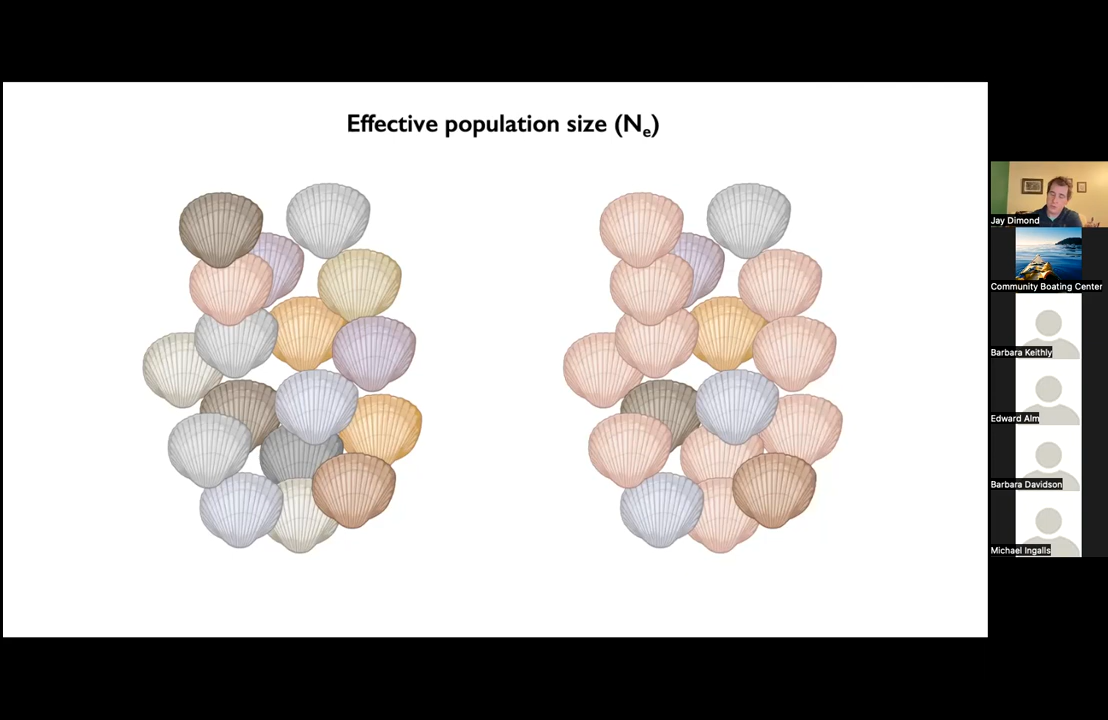 Effective population size (Ne)
Jay Dimond
Community Boating Center
Barbara Keithly
Edward Alm
Barbara Davidson
Michael Ingalls